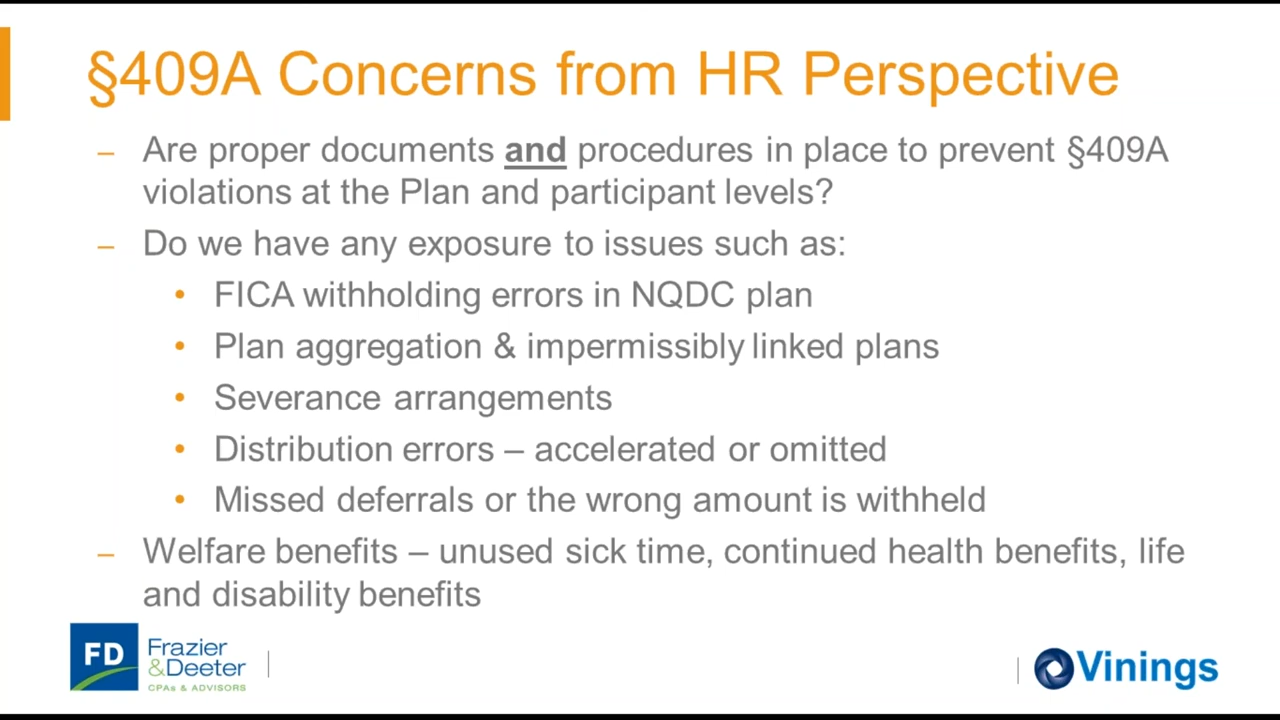 §409A Concerns from HR Perspective
– Are proper documents and procedures in place to prevent §409A
violations at the Plan and participant levels?
– Do we have any exposure to issues such as:
• FICA withholding errors in NQDC plan
• Plan aggregation & impermissibly linked plans
• Severance arrangements
• Distribution errors – accelerated or omitted
• Missed deferrals or the wrong amount is withheld
– Welfare benefits – unused sick time, continued health benefits, life
and disability benefits
FD
Frazier
&Deeter
CPAs & ADVISORS
Vinings